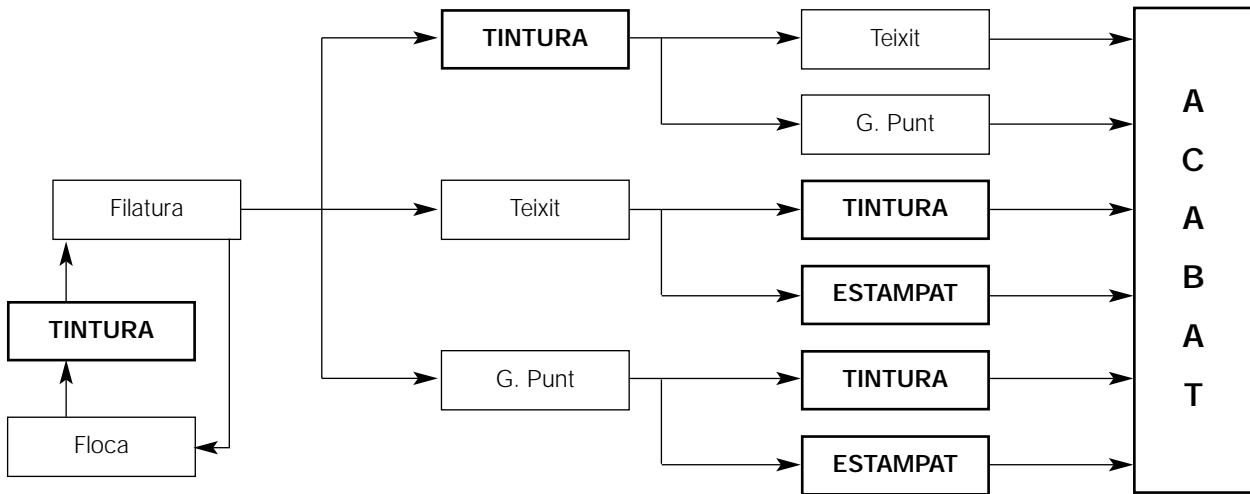 TINTURA
Teixit
G. Punt
Filatura
Teixit
TINTURA
ESTAMPAT
TINTURA
G. Punt
TINTURA
Floca
ESTAMPAT
A
C
A
B
A
T